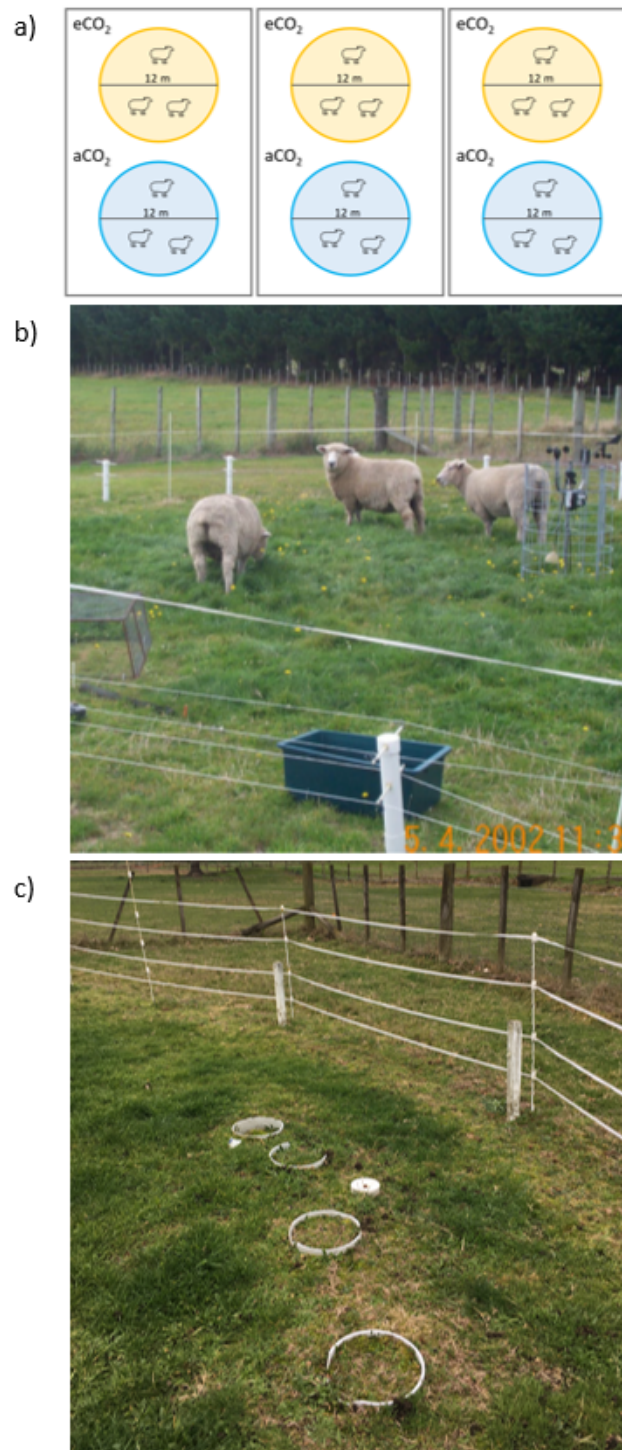 a)
eCO₂ eCO₂ eCO₂
12 m 12 m 12 m
aCO₂ aCO₂ aCO₂
12 m 12 m 12 m
b)
5. 4. 2002 11:3
c)